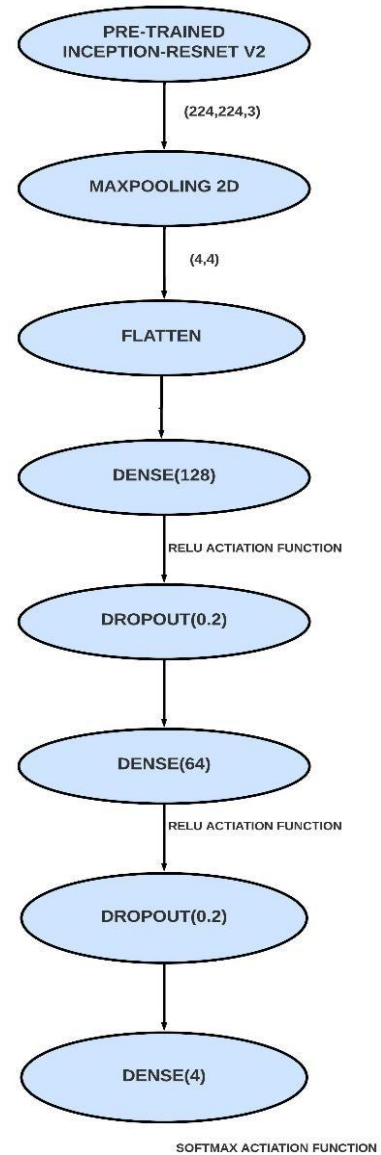 PRE-TRAINED
INCEPTION-RESNET V2
(224,224,3)
MAXPOOLING 2D
(4,4)
FLATTEN
DENSE(128)
RELU ACTIATION FUNCTION
DROPOUT(0.2)
DENSE(64)
RELU ACTIATION FUNCTION
DROPOUT(0.2)
DENSE(4)
SOFTMAX ACTIATION FUNCTION